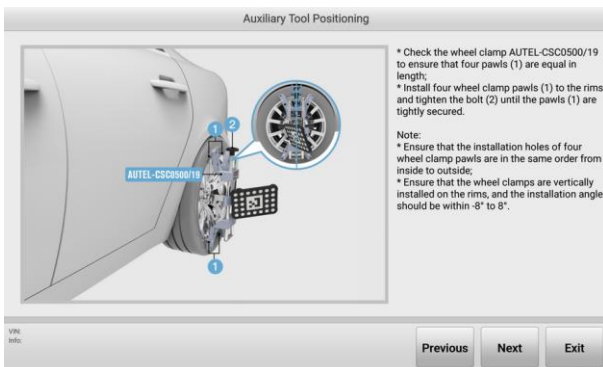 Auxiliary Tool Positioning
* Check the wheel clamp AUTEL-CSC0500/19
to ensure that four pawls (1) are equal in
length;
* Install four wheel clamp pawls (1) to the rims
and tighten the bolt (2) until the pawls (1) are
tightly secured.
Note:
* Ensure that the installation holes of four
wheel clamp pawls are in the same order from
inside to outside;
* Ensure that the wheel clamps are vertically
installed on the rims, and the installation angle
should be within -8° to 8°.
1
2
AUTEL-CSC0500/19
1
VIN:
Info:
Previous
Next
Exit